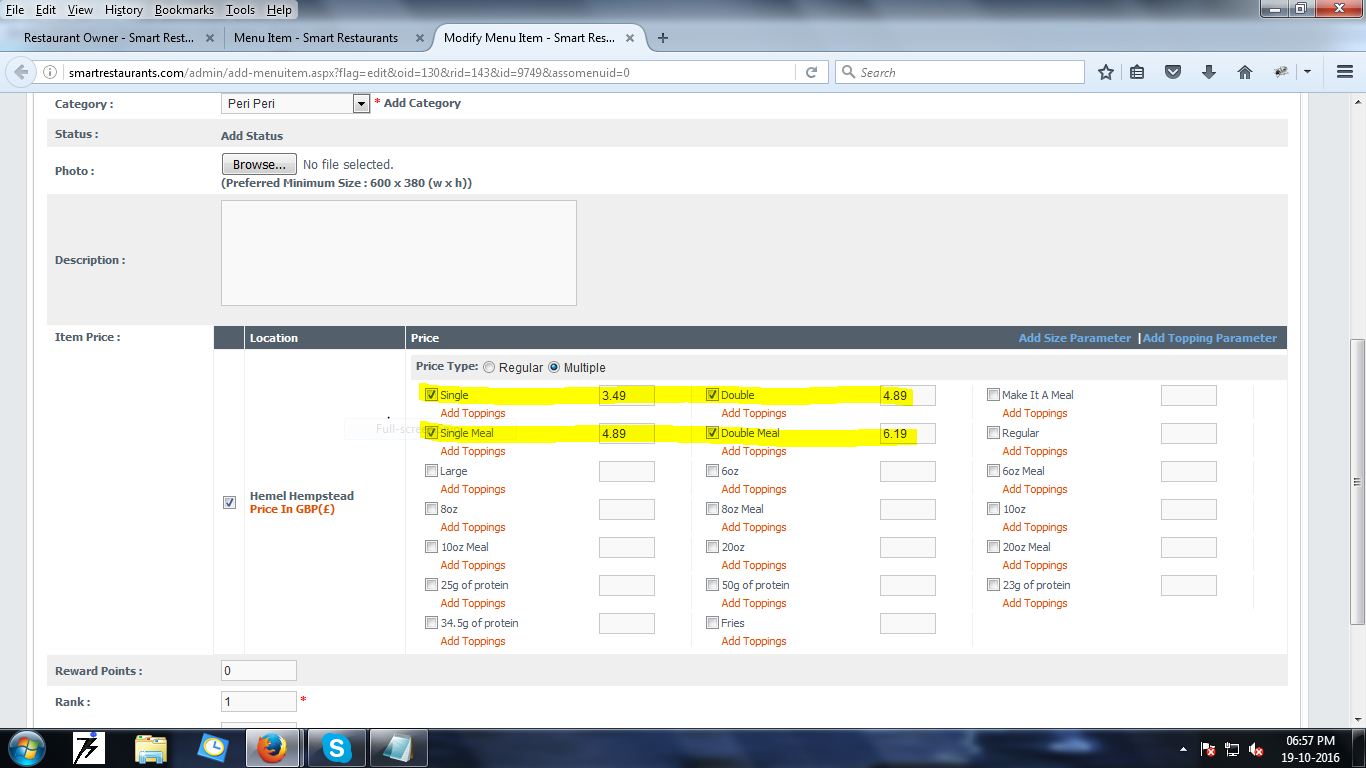 File Edit View History Bookmarks Tools Help
Restaurant Owner - Smart Rest... × Menu Item - Smart Restaurants × Modify Menu Item - Smart Res... × +
smartrestaurants.com/admin/add-menuitem.aspx?flag=edit&oid=130&rid=143&id=9749&assomenuid=0 Search
Category : Peri Peri * Add Category
Status : Add Status
Photo : Browse... No file selected.
(Preferred Minimum Size : 600 x 380 (w x h))
Description :
Item Price : Location Price Add Size Parameter | Add Topping Parameter
Price Type: Regular Multiple
Single 3.49 Double 4.89 Make It A Meal
Add Toppings Add Toppings Add Toppings
Single Meal 4.89 Double Meal 6.19 Regular
Add Toppings Add Toppings Add Toppings
Large 6oz 6oz Meal
Add Toppings Add Toppings Add Toppings
Hemel Hempstead
Price In GBP(£)
8oz 8oz Meal 10oz
Add Toppings Add Toppings Add Toppings
10oz Meal 20oz 20oz Meal
Add Toppings Add Toppings Add Toppings
25g of protein 50g of protein 23g of protein
Add Toppings Add Toppings Add Toppings
34.5g of protein Fries
Add Toppings Add Toppings
Reward Points : 0
Rank : 1 *
06:57 PM
19-10-2016